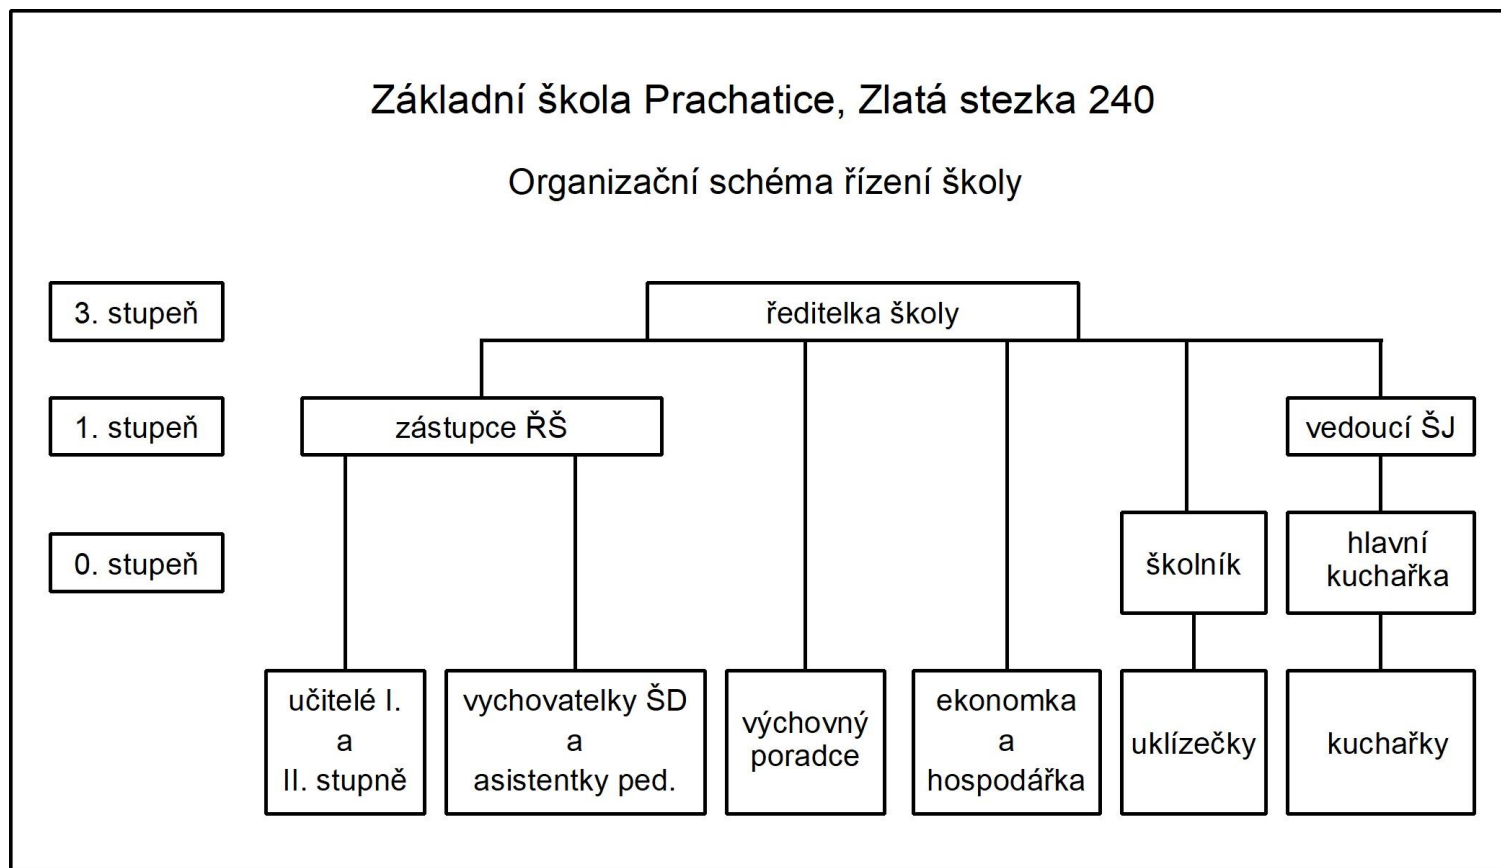 Základní škola Prachatice, Zlatá stezka 240
Organizační schéma řízení školy
3. stupeň
ředitelka školy
1. stupeň
zástupce ŘŠ
vedoucí ŠJ
0. stupeň
školník
hlavní
kuchařka
učitelé I.
a
II. stupně
vychovatelky ŠD
a
asistentky ped.
výchovný
poradce
ekonomka
a
hospodářka
uklízečky
kuchařky